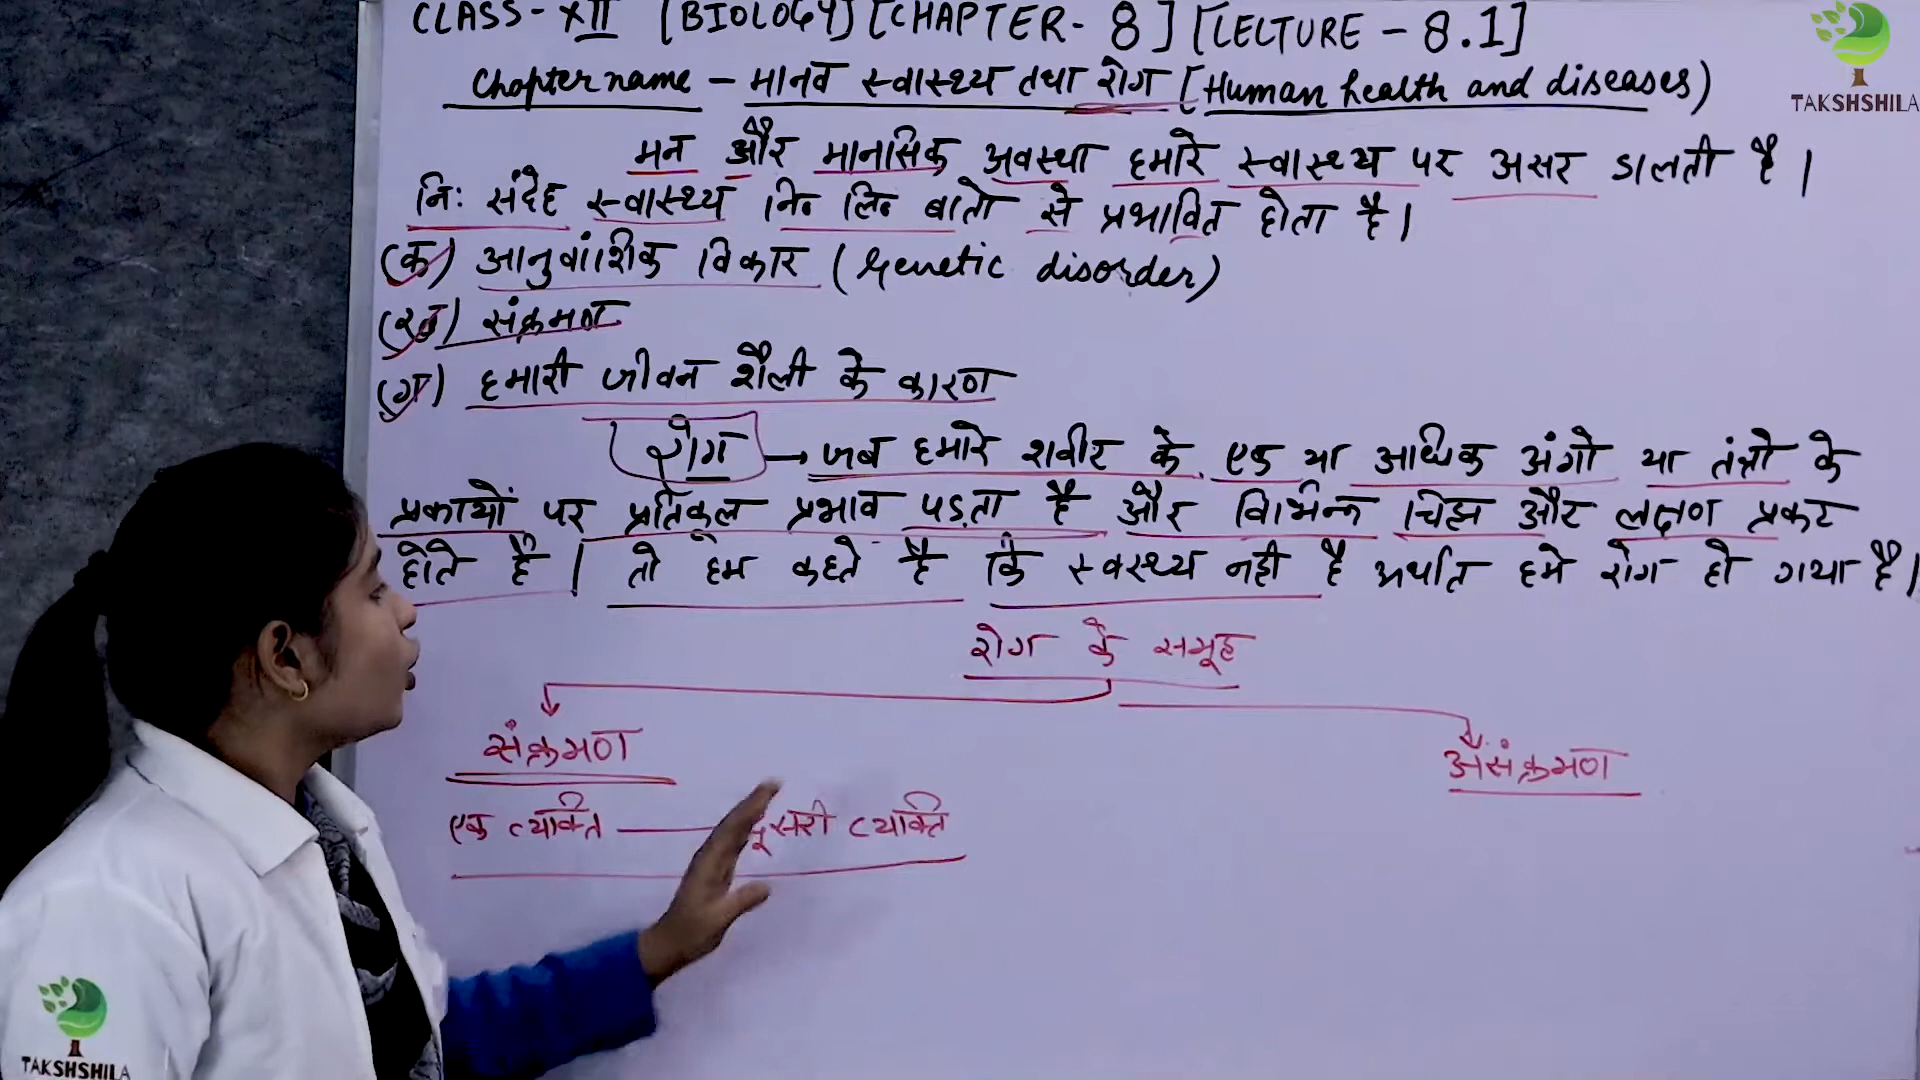 CLASS-XII [BIOLOGY] [CHAPTER- 8] [LECTURE - 8.1]
TAKSHSHILA
Chapter name - मानव स्वास्थ्य तथा रोग [Human health and diseases)
मन और मानसिक अवस्था हमारे स्वास्थ्य पर असर डालती है।
नि: संदेह स्वास्थ्य निन लिन बातो से प्रभावित होता है।
(क) आनुवांशिक विकार (Genetic disorder)
(ख) संक्रमण
(ग) हमारी जीवन शैली के कारण
रोग → जब हमारे शरीर के एक या अधिक अंगो या तंत्रो के
प्रकार्यो पर प्रतिकूल प्रभाव पड़ता है और विभिन्न चिह्न और लक्षण प्रकट
होते है। तो हम कहते है कि स्वस्थ्य नही है अर्थात हमे रोग हो गया है।
रोग के समूह
संक्रमण
असंक्रमण
एक व्यक्ति — दूसरी व्यक्ति
TAKSHSHILA